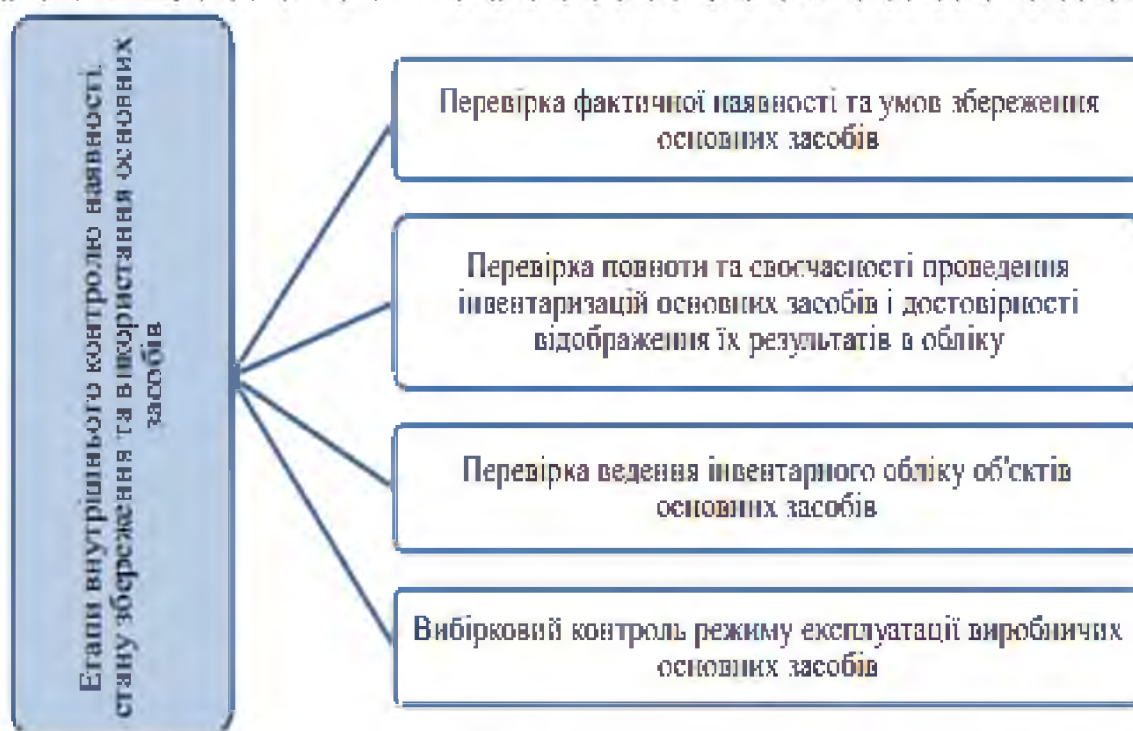 Етапи внутрішнього контролю наявності,
стану збереження та використання основних
засобів
Перевірка фактичної наявності та умов збереження
основних засобів
Перевірка повноти та своєчасності проведення
інвентаризацій основних засобів і достовірності
відображення їх результатів в обліку
Перевірка ведення інвентарного обліку об'єктів
основних засобів
Вибірковий контроль режиму експлуатації виробничих
основних засобів